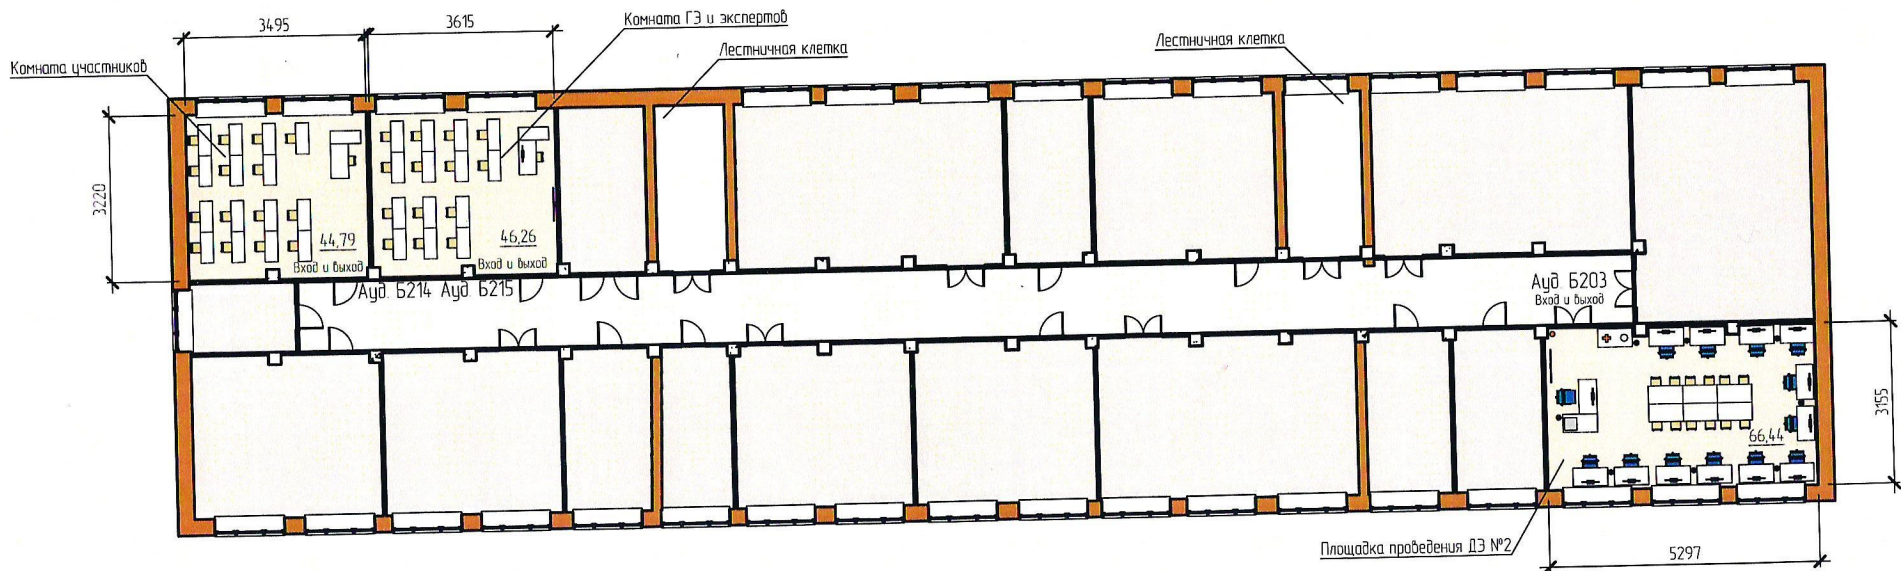 3495
3615
Комната ГЭ и экспертов
Лестничная клетка
Лестничная клетка
Комната участников
3220
44,79
Вход и выход
46,26
Вход и выход
Ауд. Б214
Ауд. Б215
Ауд. Б203
Вход и выход
66,44
3155
Площадка проведения ДЭ №2
5297